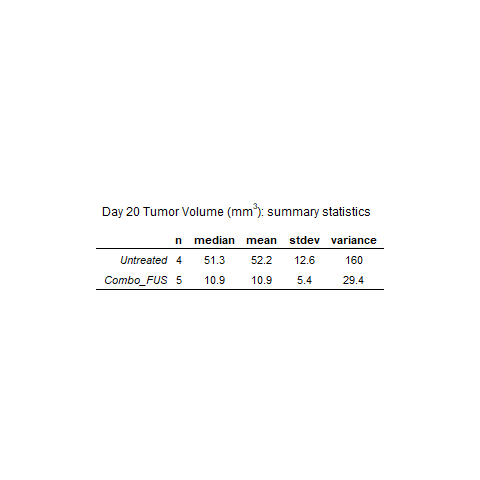 Day 20 Tumor Volume (mm³): summary statistics
n median mean stdev variance
Untreated 4 51.3 52.2 12.6 160
Combo_FUS 5 10.9 10.9 5.4 29.4